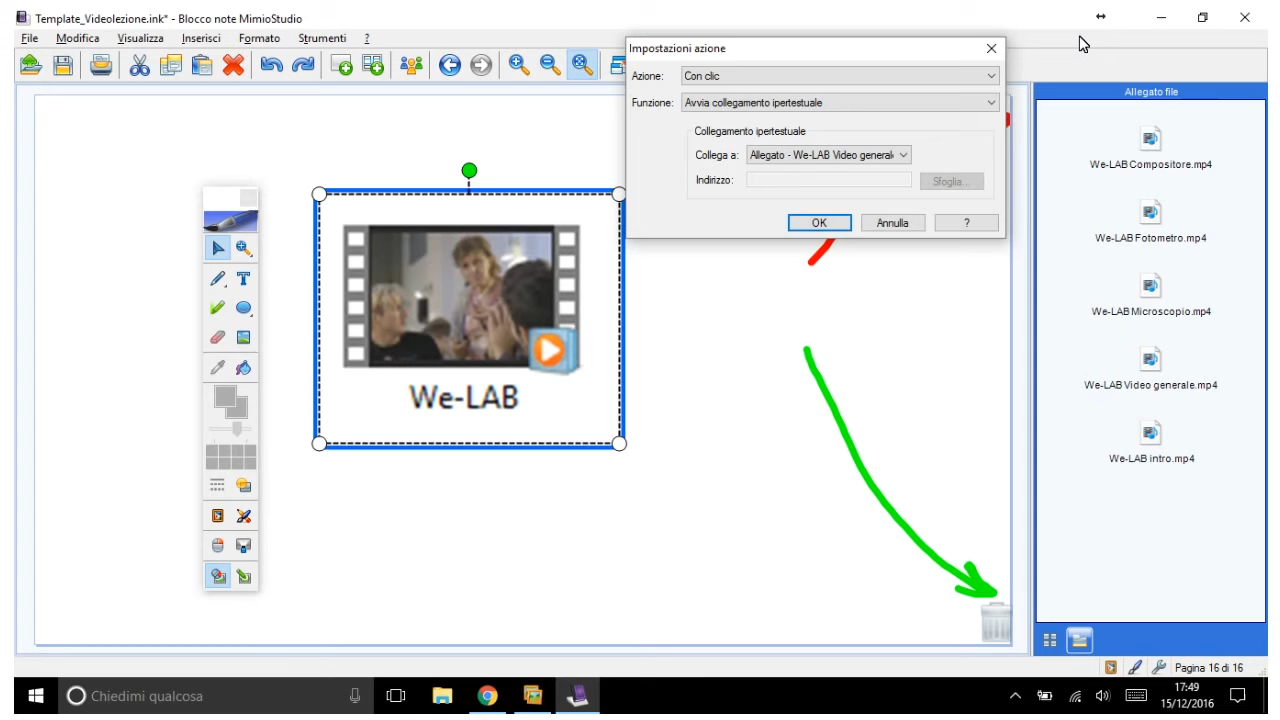 Template_Videolezione.ink* - Blocco note MimioStudio
File Modifica Visualizza Inserisci Formato Strumenti ?
Impostazioni azione
Azione: Con clic
Funzione: Avvia collegamento ipertestuale
Collegamento ipertestuale
Collega a: Allegato - We-LAB Video general
Indirizzo: Sfoglia...
OK Annulla ?
We-LAB
Allegato file
We-LAB Compositore.mp4
We-LAB Fotometro.mp4
We-LAB Microscopio.mp4
We-LAB Video generale.mp4
We-LAB intro.mp4
Pagina 16 di 16
Chiedimi qualcosa
17:49
15/12/2016